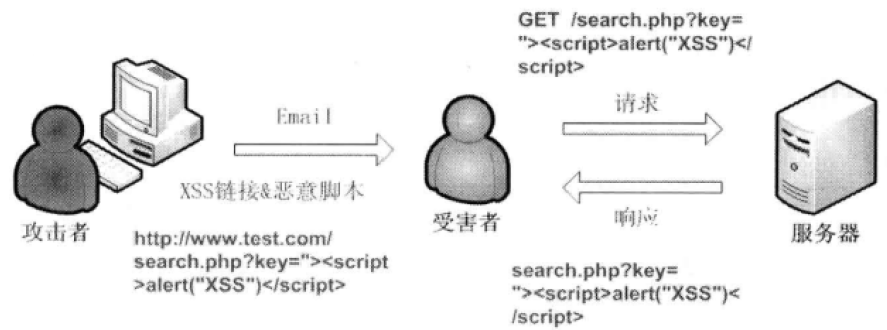 GET /search.php?key=
"><script>alert("XSS")</
script>
请求
Email
XSS链接&恶意脚本
响应
攻击者
受害者
服务器
http://www.test.com/
search.php?key="><script
>alert("XSS")</script>
search.php?key=
"><script>alert("XSS")<
/script>